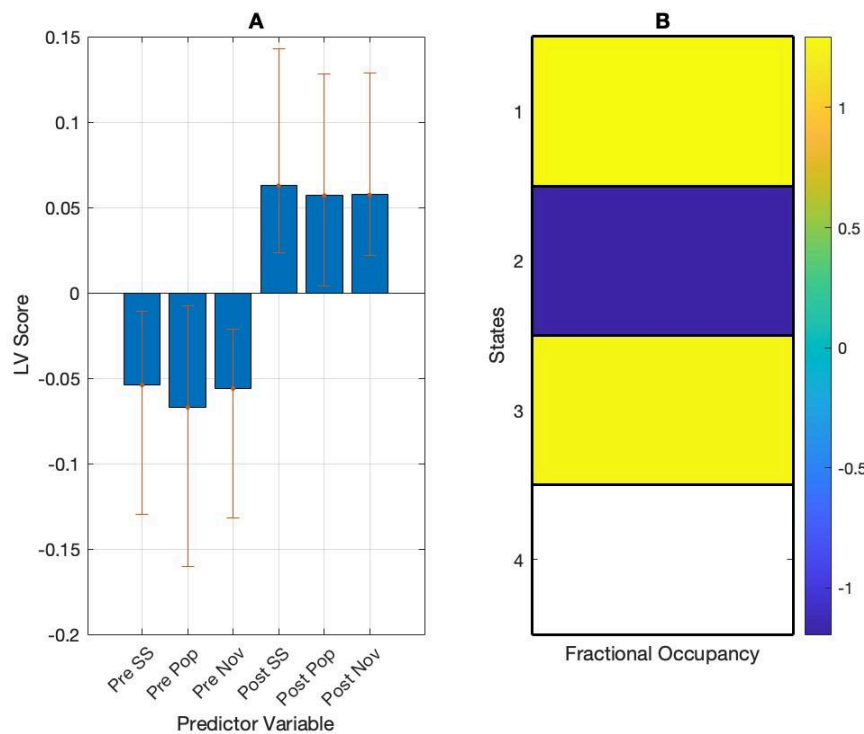 A
0.15
0.1
0.05
0
-0.05
-0.1
-0.15
-0.2
LV Score
Pre SS
Pre Pop
Pre Nov
Post SS
Post Pop
Post Nov
Predictor Variable
B
1
2
3
4
States
Fractional Occupancy
1
0.5
0
-0.5
-1